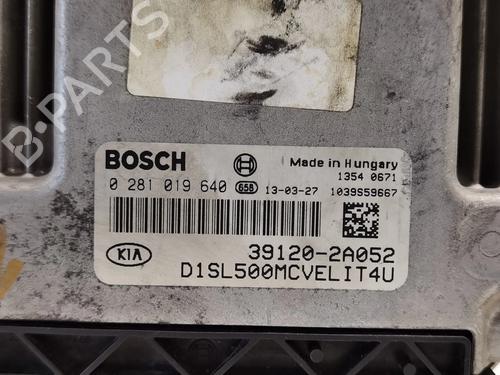 B-PARTS
BOSCH
Made in Hungary
1354 0671
0 281 019 640 G5B 13-03-27 1039S59667
KIA
39120-2A052
D1SL500MCVELIT4U